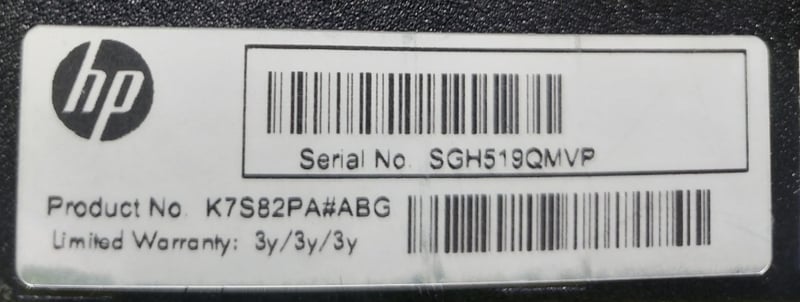 hp
Serial No. SGH519QMVP
Product No. K7S82PA#ABG
Limited Warranty: 3y/3y/3y